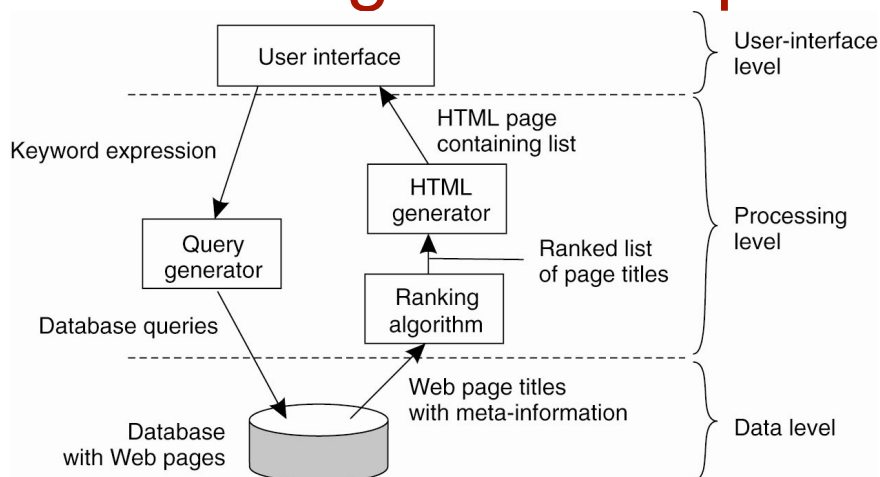 User interface
User-interface
level
HTML page
containing list
Keyword expression
HTML
generator
Processing
level
Query
generator
Ranked list
of page titles
Ranking
algorithm
Database queries
Web page titles
with meta-information
Database
with Web pages
Data level